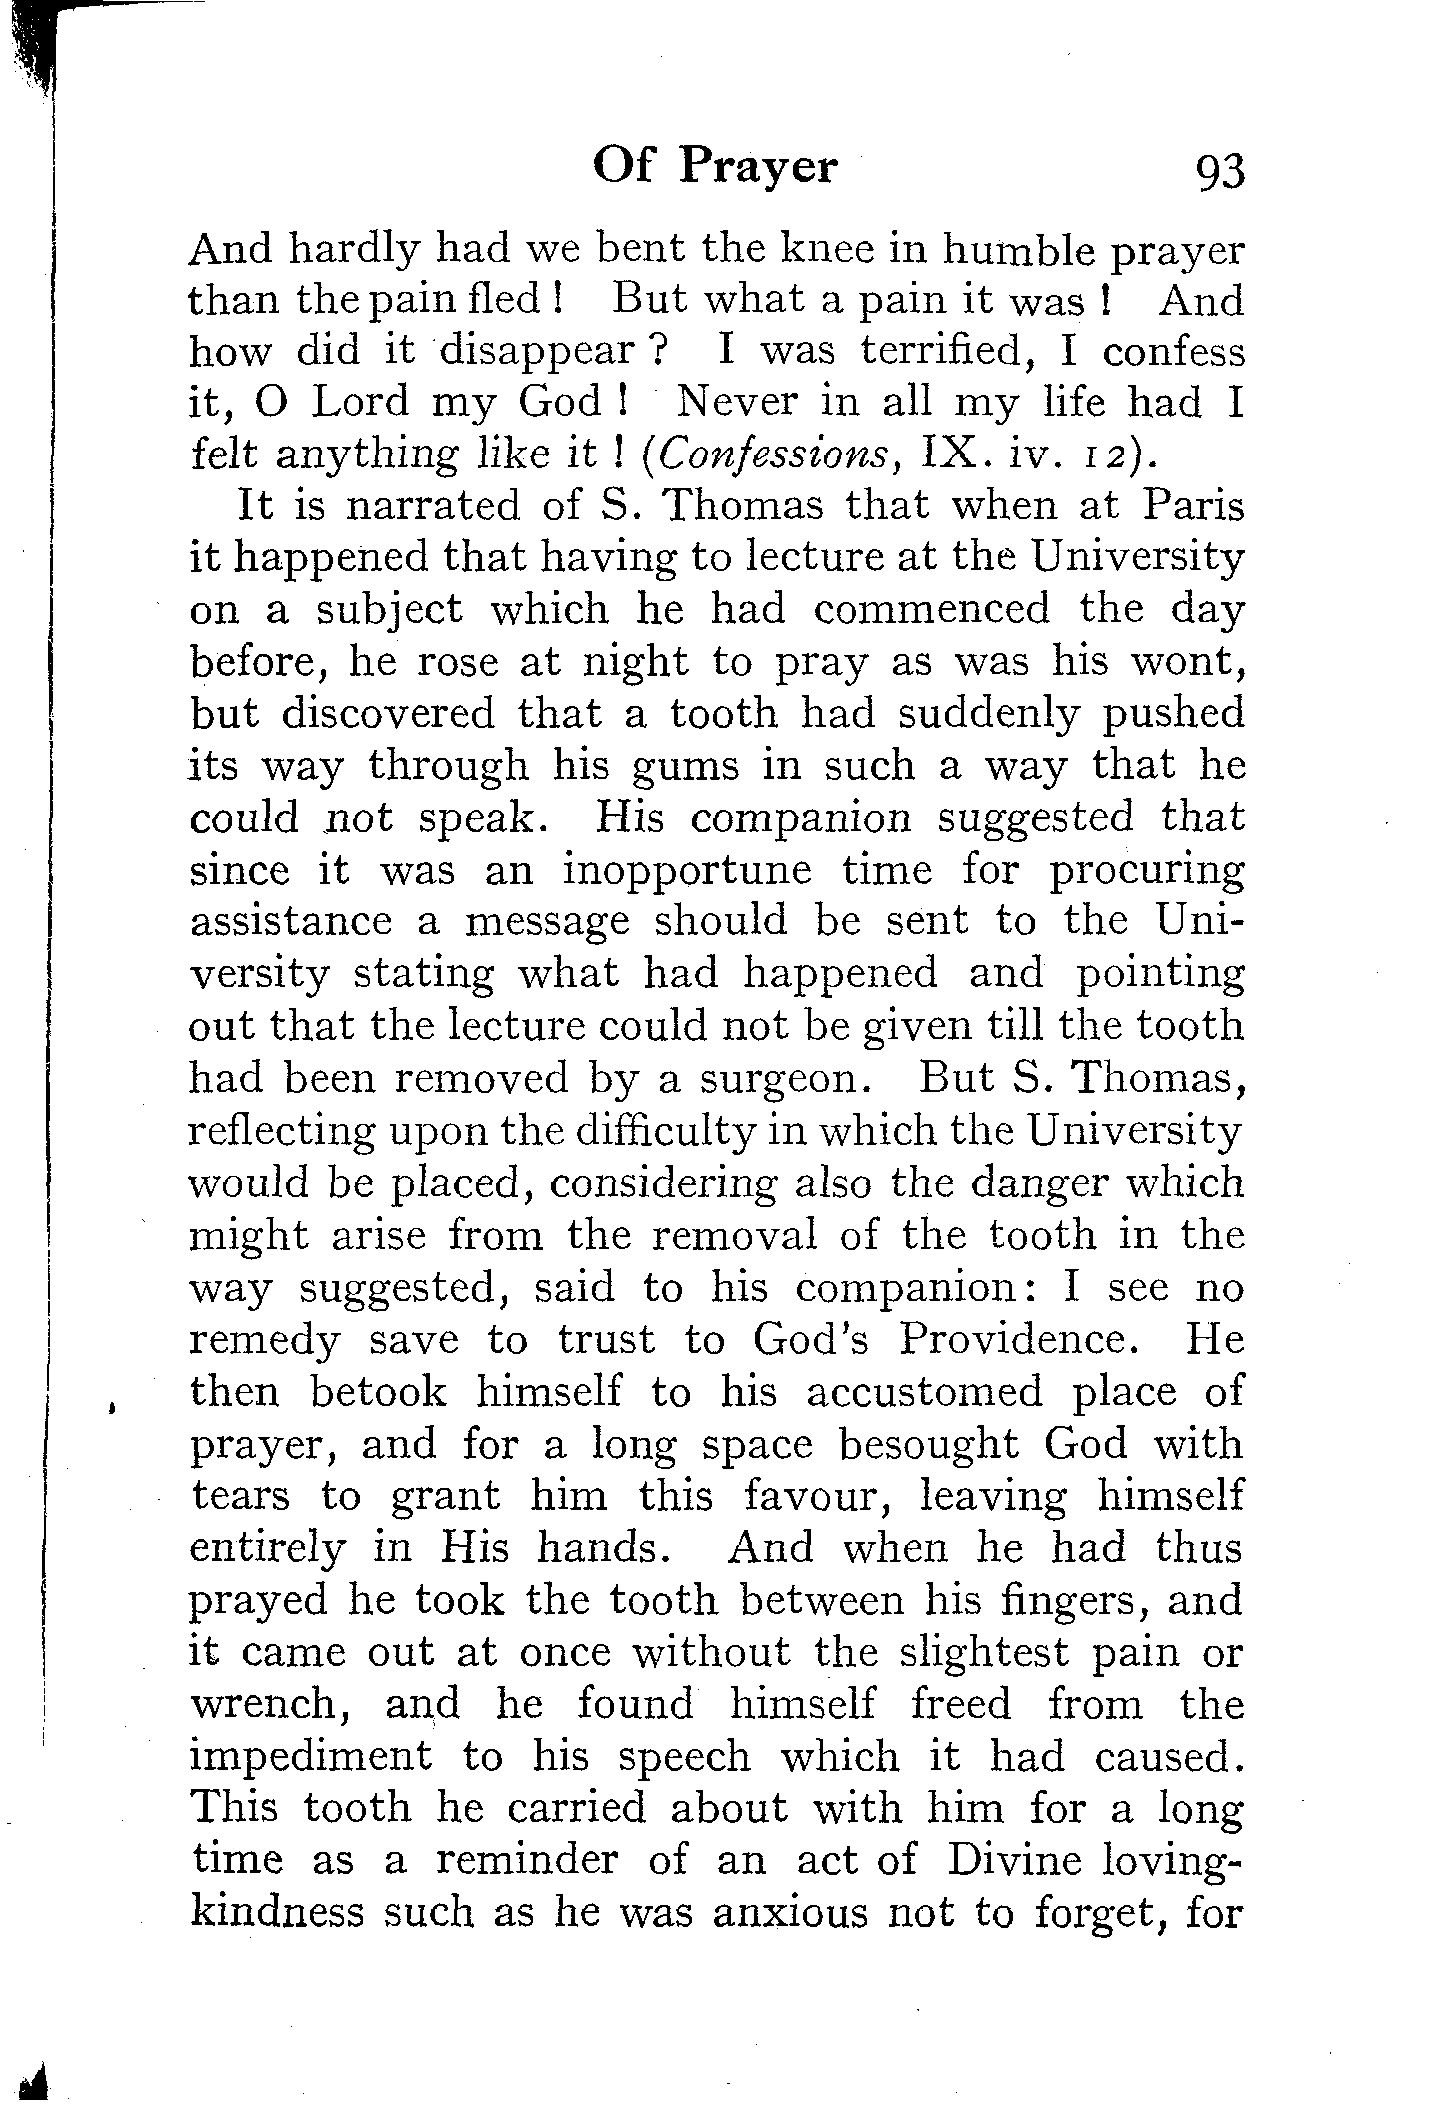 Of Prayer 93
And hardly had we bent the knee in humble prayer
than the pain fled! But what a pain it was! And
how did it disappear? I was terrified, I confess
it, O Lord my God! Never in all my life had I
felt anything like it! (Confessions, IX. iv. 12).
It is narrated of S. Thomas that when at Paris
it happened that having to lecture at the University
on a subject which he had commenced the day
before, he rose at night to pray as was his wont,
but discovered that a tooth had suddenly pushed
its way through his gums in such a way that he
could not speak. His companion suggested that
since it was an inopportune time for procuring
assistance a message should be sent to the Uni-
versity stating what had happened and pointing
out that the lecture could not be given till the tooth
had been removed by a surgeon. But S. Thomas,
reflecting upon the difficulty in which the University
would be placed, considering also the danger which
might arise from the removal of the tooth in the
way suggested, said to his companion: I see no
remedy save to trust to God's Providence. He
then betook himself to his accustomed place of
prayer, and for a long space besought God with
tears to grant him this favour, leaving himself
entirely in His hands. And when he had thus
prayed he took the tooth between his fingers, and
it came out at once without the slightest pain or
wrench, and he found himself freed from the
impediment to his speech which it had caused.
This tooth he carried about with him for a long
time as a reminder of an act of Divine loving-
kindness such as he was anxious not to forget, for